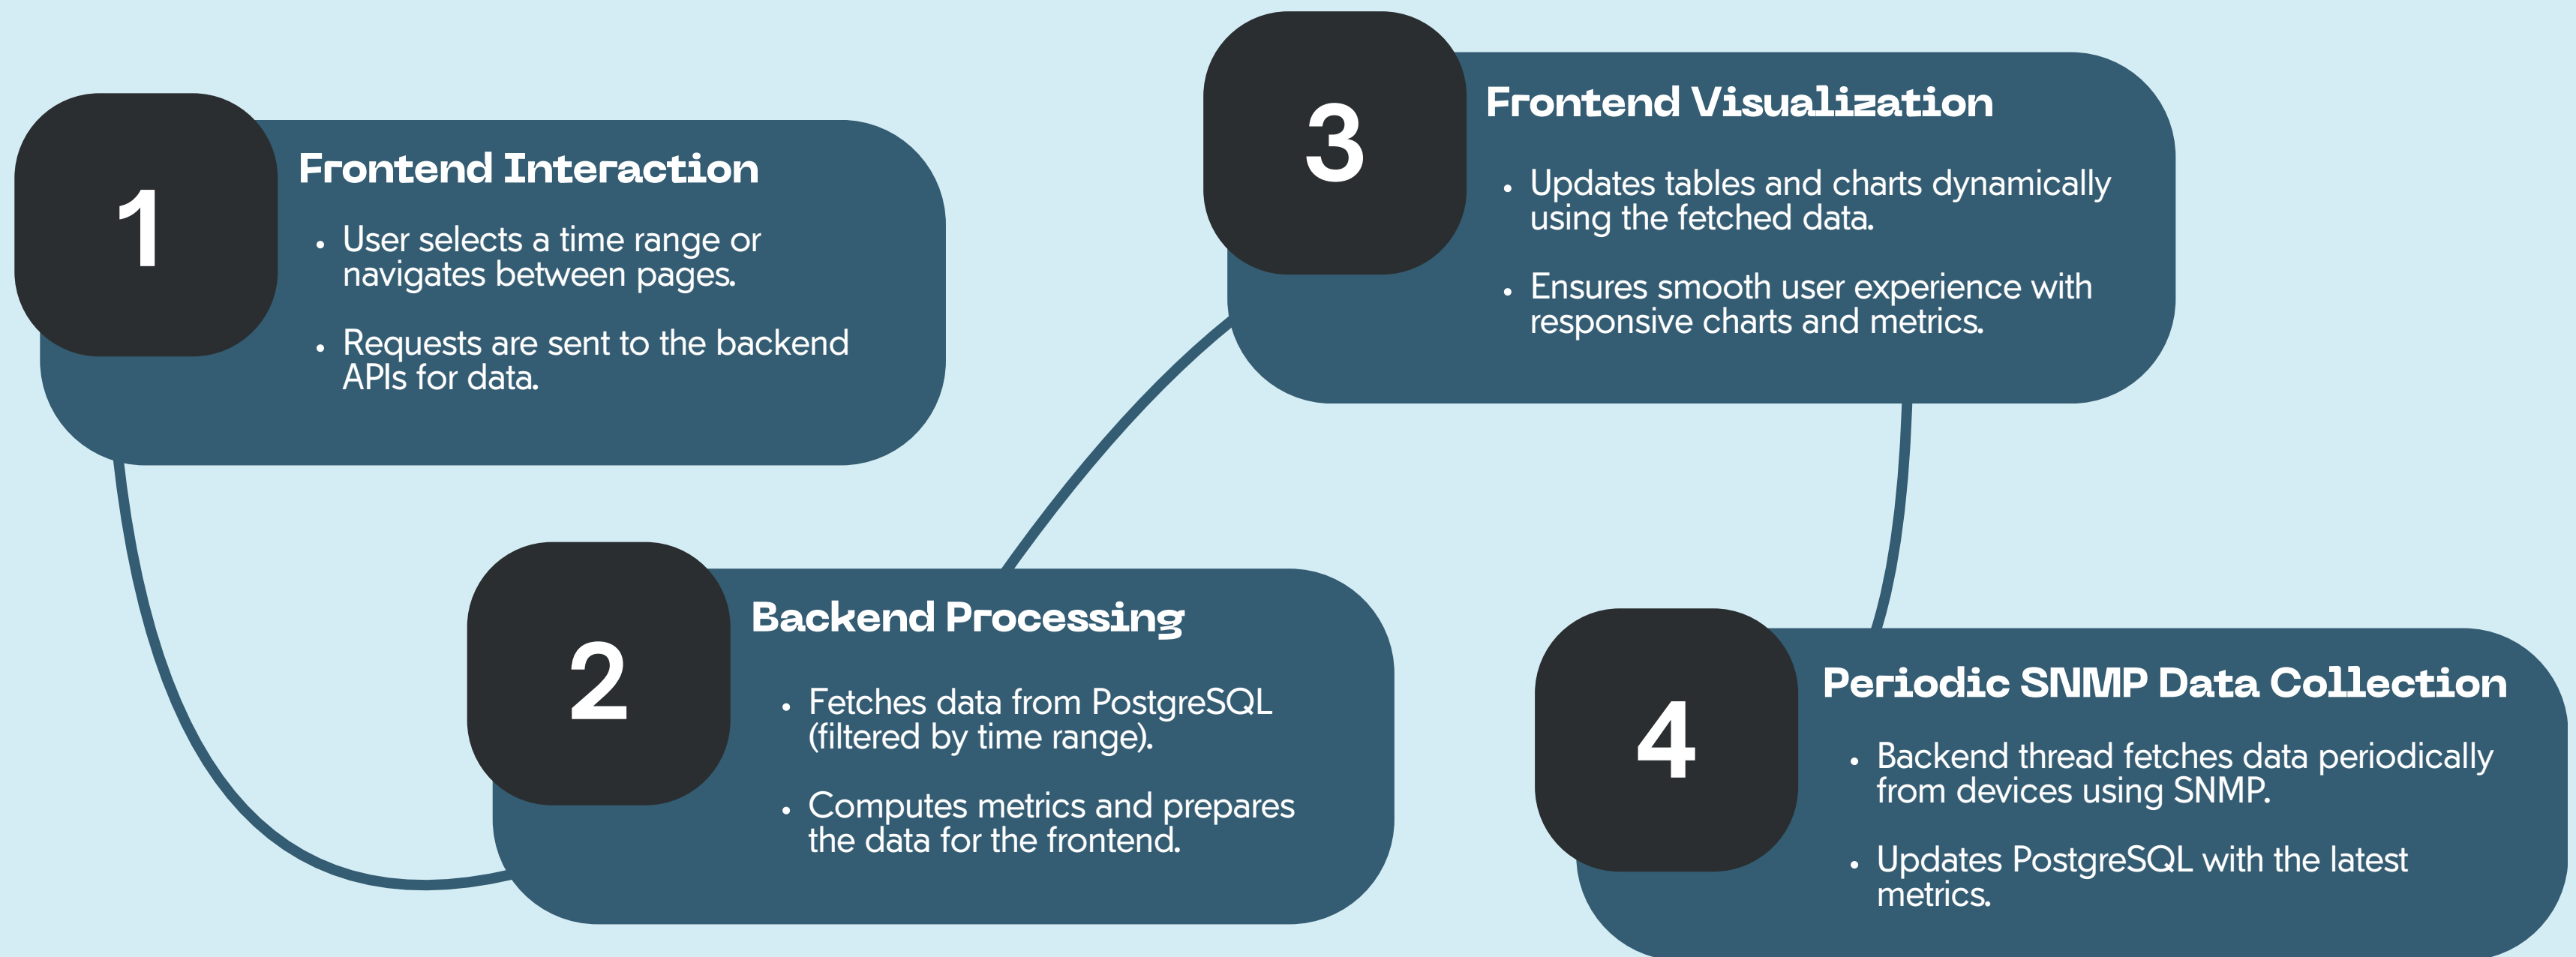 1
Frontend Interaction
• User selects a time range or
navigates between pages.
• Requests are sent to the backend
APIs for data.
2
Backend Processing
• Fetches data from PostgreSQL
(filtered by time range).
• Computes metrics and prepares
the data for the frontend.
3
Frontend Visualization
• Updates tables and charts dynamically
using the fetched data.
• Ensures smooth user experience with
responsive charts and metrics.
4
Periodic SNMP Data Collection
• Backend thread fetches data periodically
from devices using SNMP.
• Updates PostgreSQL with the latest
metrics.